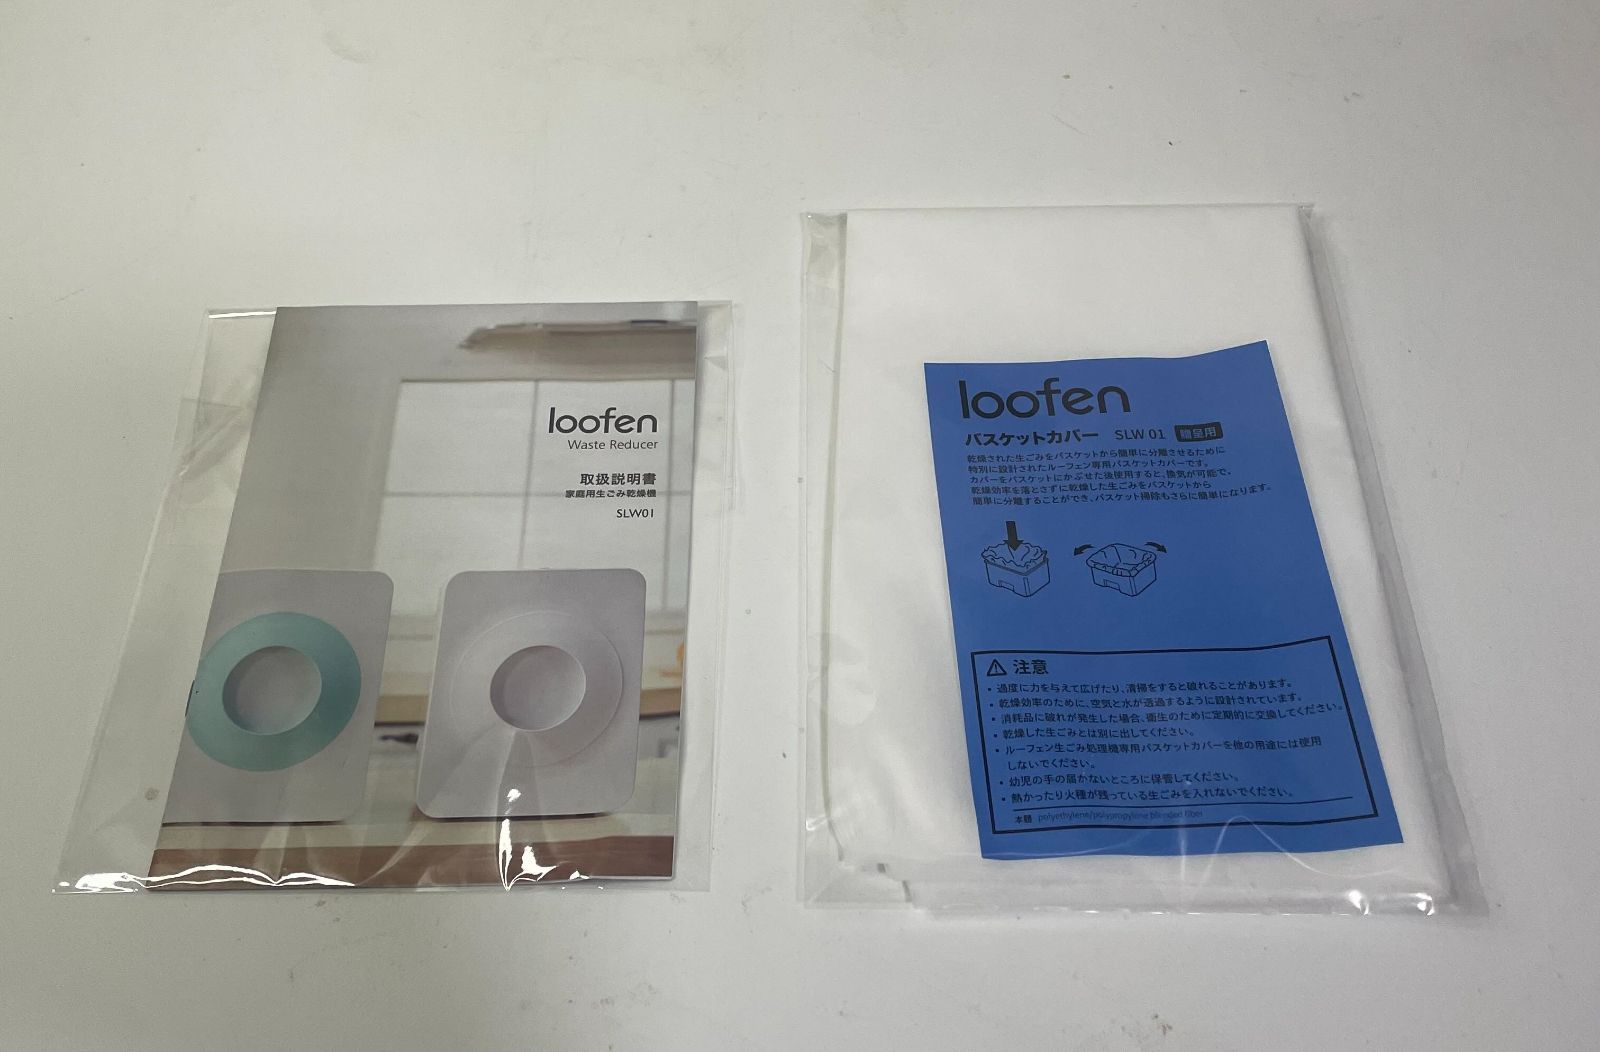 loofen
Waste Reducer
取扱説明書
家庭用生ごみ乾燥機
SLW01
loofen
バスケットカバー SLW 01 贈呈用
乾燥された生ごみをバスケットから簡単に分離させるために
特別に設計されたルーフェン専用バスケットカバーです。
カバーをバスケットにかぶせた後使用すると、換気が可能で、
乾燥効率を落とさずに乾燥した生ごみをバスケットから
簡単に分離することができ、バスケット掃除もさらに簡単になります。
注意
• 過度に力を与えて広げたり、清掃をすると破れることがあります。
• 乾燥効率のために、空気と水が透過するように設計されています。
• 消耗品に破れが発生した場合、衛生のために定期的に交換してください。
• 乾燥した生ごみとは別に出してください。
• ルーフェン生ごみ処理機専用バスケットカバーを他の用途には使用
しないでください。
• 幼児の手の届かないところに保管してください。
• 熱かったり火種が残っている生ごみを入れないでください。
本題 polyethylene/polypropylene blended fiber